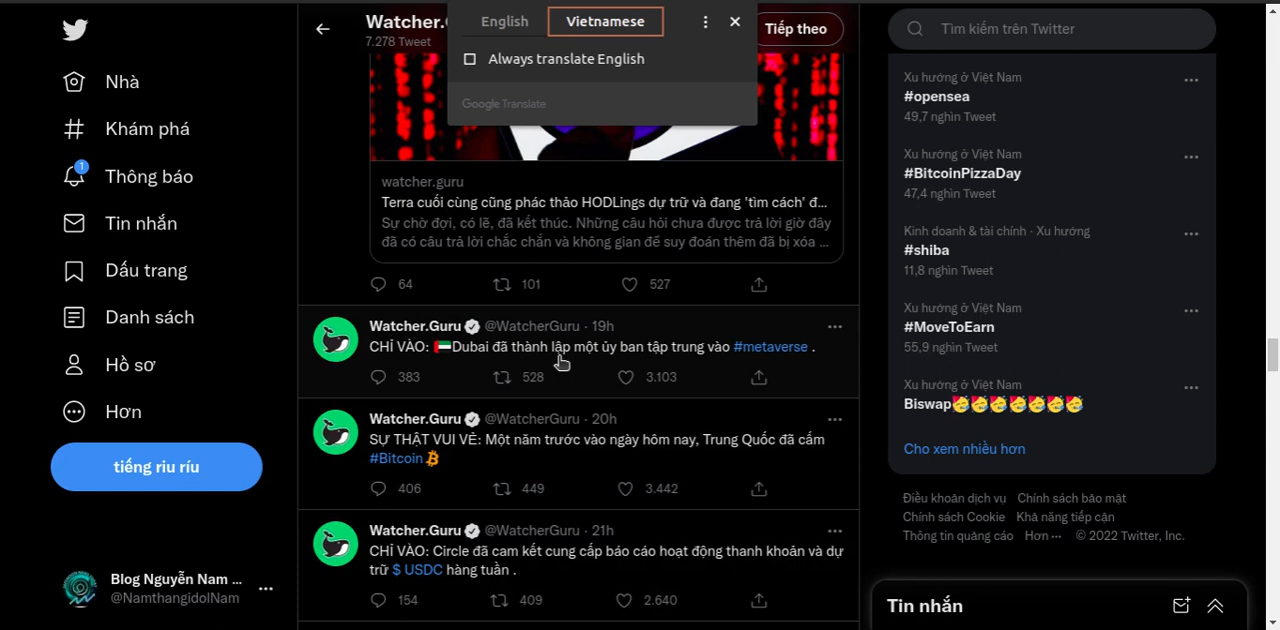 Nhà
Khám phá
1
Thông báo
Tin nhắn
Dấu trang
Danh sách
Hồ sơ
Hơn
tiếng riu ríu
Blog Nguyễn Nam ...
@NamthangidolNam
Watcher.
7.278 Tweet
English
Vietnamese
Always translate English
Google Translate
Tiếp theo
watcher.guru
Terra cuối cùng cũng phác thảo HODLings dự trữ và đang 'tìm cách' đ...
Sự chờ đợi, có lẽ, đã kết thúc. Những câu hỏi chưa được trả lời giờ đây
đã có câu trả lời chắc chắn và không gian để suy đoán thêm đã bị xóa ...
64 101 527
Watcher.Guru @WatcherGuru · 19h
CHỈ VÀO: Dubai đã thành lập một ủy ban tập trung vào #metaverse .
383 528 3.103
Watcher.Guru @WatcherGuru · 20h
SỰ THẬT VUI VẺ: Một năm trước vào ngày hôm nay, Trung Quốc đã cấm
#Bitcoin
406 449 3.442
Watcher.Guru @WatcherGuru · 21h
CHỈ VÀO: Circle đã cam kết cung cấp báo cáo hoạt động thanh khoản và dự
trữ $ USDC hàng tuần .
154 409 2.640
Tìm kiếm trên Twitter
Xu hướng ở Việt Nam
#opensea
49,7 nghìn Tweet
Xu hướng ở Việt Nam
#BitcoinPizzaDay
47,4 nghìn Tweet
Kinh doanh & tài chính · Xu hướng
#shiba
11,8 nghìn Tweet
Xu hướng ở Việt Nam
#MoveToEarn
55,9 nghìn Tweet
Xu hướng ở Việt Nam
Biswap🥳🥳🥳🥳🥳🥳🥳
Cho xem nhiều hơn
Điều khoản dịch vụ Chính sách bảo mật
Chính sách Cookie Khả năng tiếp cận
Thông tin quảng cáo Hơn ··· © 2022 Twitter, Inc.
Tin nhắn